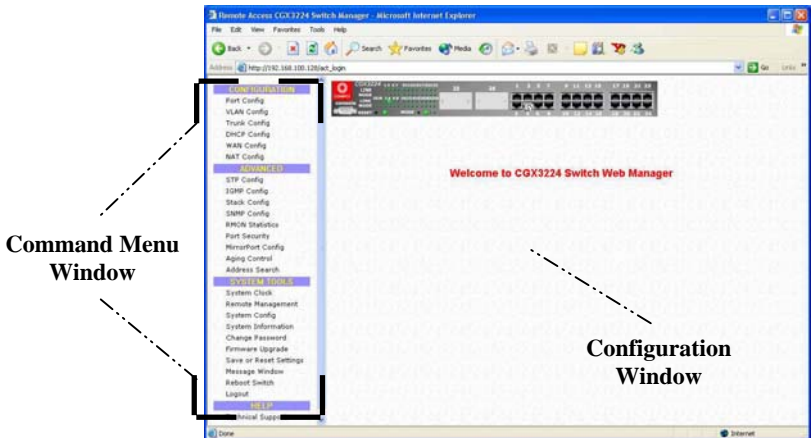 Remote Access CGX3224 Switch Manager - Microsoft Internet Explorer
File Edit View Favorites Tools Help
Back Search Favorites Media
Address http://192.168.100.128/act_login Go Links
CONFIGURATION
Port Config
VLAN Config
Trunk Config
DHCP Config
WAN Config
NAT Config
ADVANCED
STP Config
IGMP Config
Stack Config
SNMP Config
RMON Statistics
Port Security
MirrorPort Config
Aging Control
Address Search
SYSTEM TOOLS
System Clock
Remote Management
System Config
System Information
Change Password
Firmware Upgrade
Save or Reset Settings
Message Window
Reboot Switch
Logout
HELP
Technical Support
CGX3224
Welcome to CGX3224 Switch Web Manager
Command Menu
Window
Configuration
Window
Done
Internet